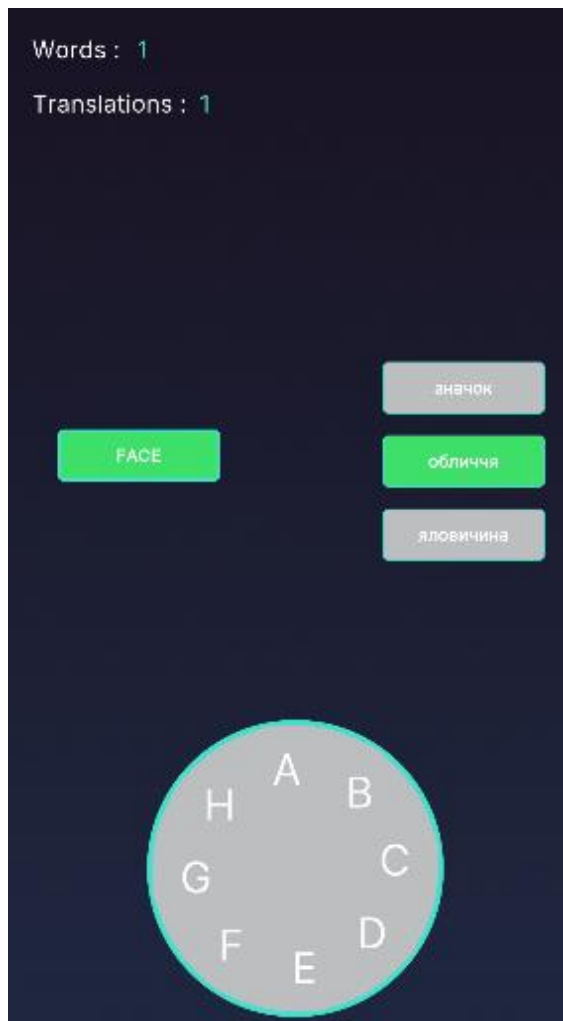 Words : 1
Translations : 1
значок
FACE
обличчя
яловичина
A
H
B
G
C
F
D
E